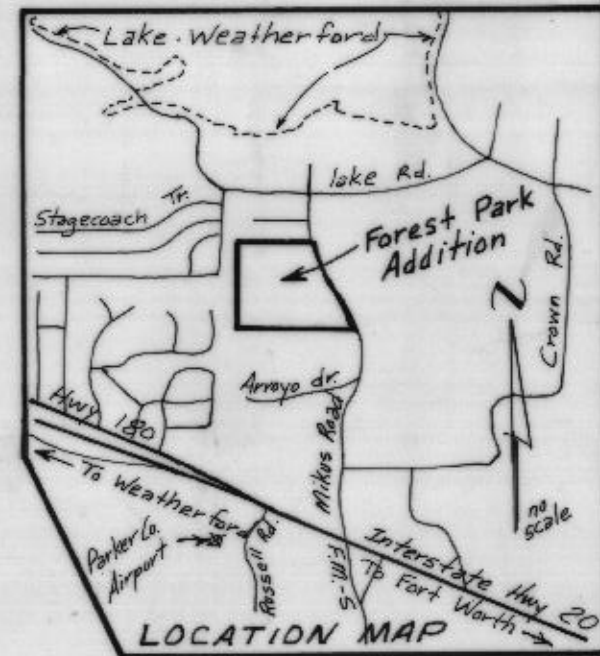 Lake Weatherford
lake Rd.
Stagecoach Tr.
Forest Park
Addition
Crown Rd.
N
Arroyo dr.
Mikus Road
Hwy 180
To Weatherford
no
scale
Parker Co.
Airport
Russell Rd.
F.M.-5
Interstate Hwy 20
To Fort Worth
LOCATION MAP